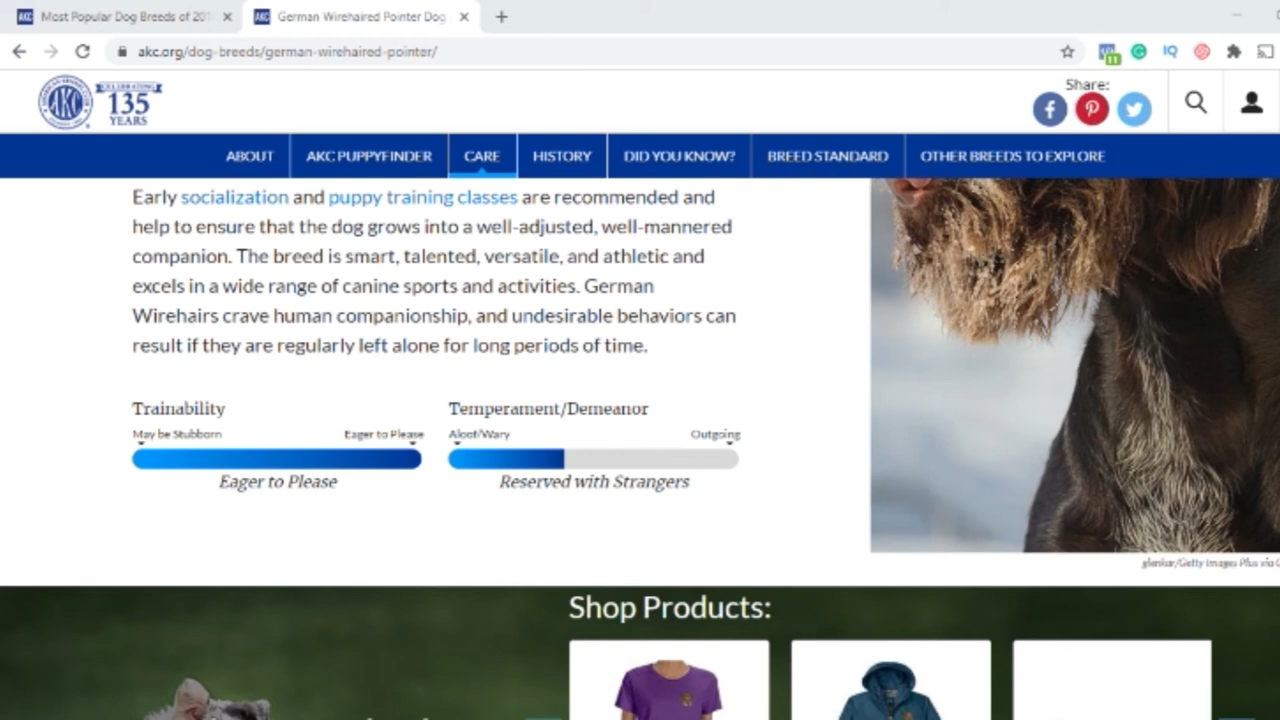 Most Popular Dog Breeds of 201
German Wirehaired Pointer Dog
akc.org/dog-breeds/german-wirehaired-pointer/
11
IQ
AKC
CELEBRATING
135
YEARS
Share:
ABOUT
AKC PUPPYFINDER
CARE
HISTORY
DID YOU KNOW?
BREED STANDARD
OTHER BREEDS TO EXPLORE
Early socialization and puppy training classes are recommended and
help to ensure that the dog grows into a well-adjusted, well-mannered
companion. The breed is smart, talented, versatile, and athletic and
excels in a wide range of canine sports and activities. German
Wirehairs crave human companionship, and undesirable behaviors can
result if they are regularly left alone for long periods of time.
Trainability
May be Stubborn
Eager to Please
Eager to Please
Temperament/Demeanor
Aloof/Wary
Outgoing
Reserved with Strangers
glenkar/Getty Images Plus via
Shop Products: